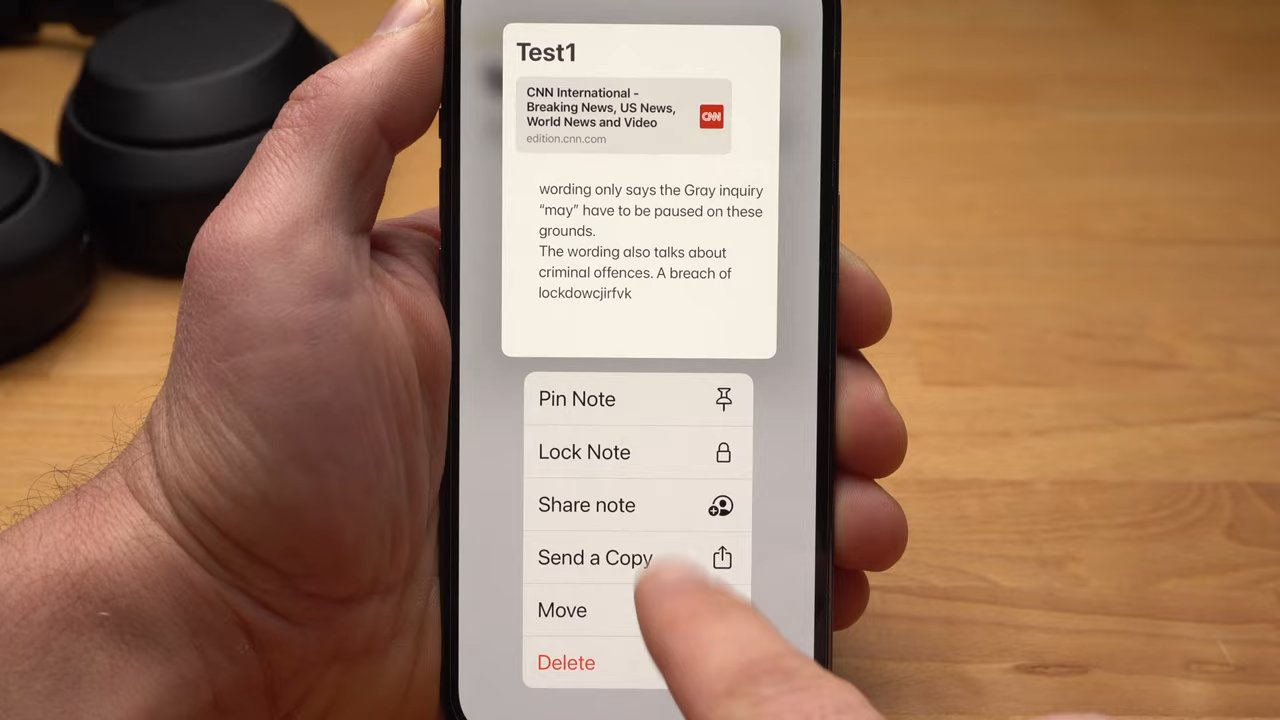 Test1
CNN International -
Breaking News, US News,
World News and Video
CNN
edition.cnn.com
wording only says the Gray inquiry
“may” have to be paused on these
grounds.
The wording also talks about
criminal offences. A breach of
lockdowcjirfvk
Pin Note
Lock Note
Share note
Send a Copy
Move
Delete